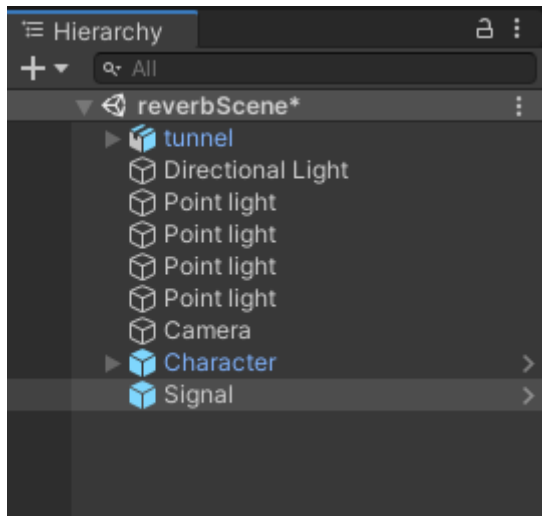 Hierarchy
All
reverbScene*
tunnel
Directional Light
Point light
Point light
Point light
Point light
Camera
Character
Signal